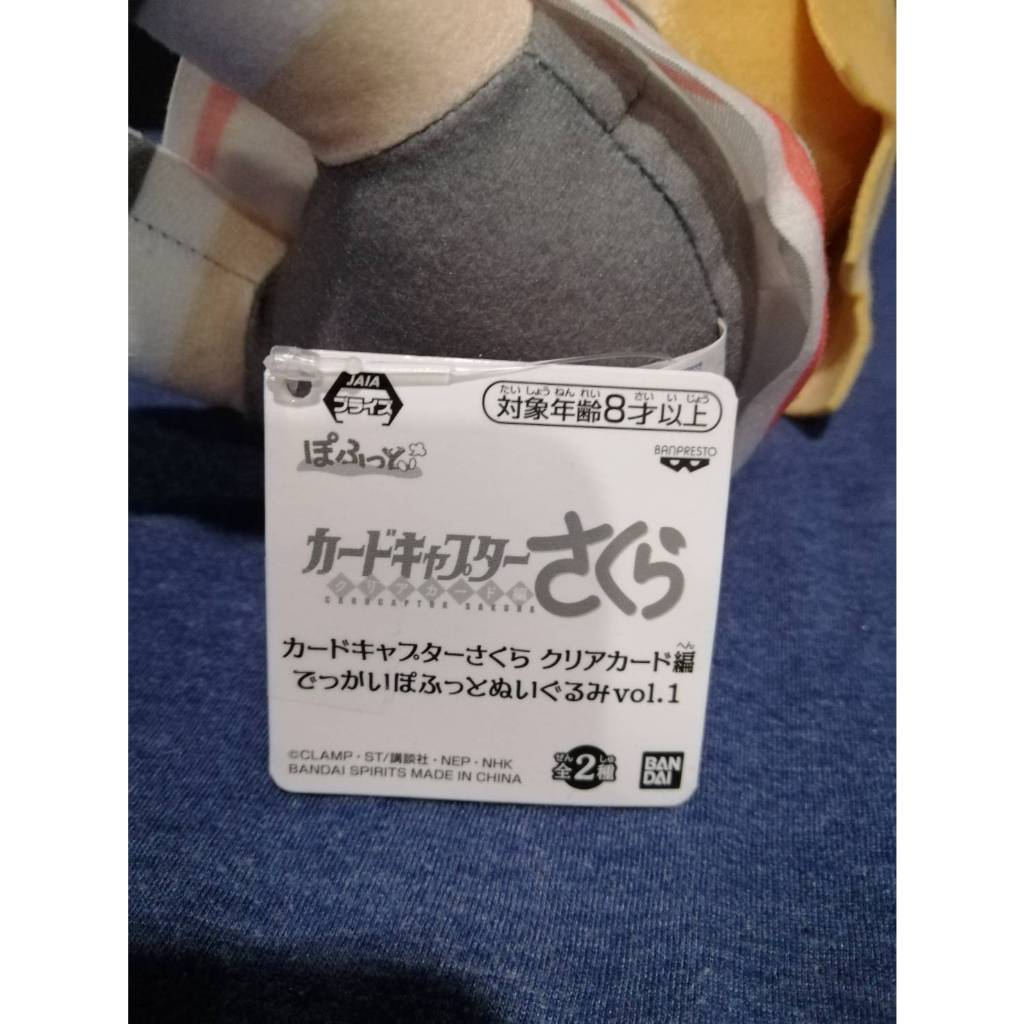 JAIA
プライズ
たいしょうねんれい さい いじょう
対象年齢8才以上
ぽふっと
BANPRESTO
カードキャプターさくら
クリアカード編
CARDCAPTOR SAKURA
へん
カードキャプターさくら クリアカード編
でっかいぽふっとぬいぐるみvol.1
©CLAMP・ST/講談社・NEP・NHK
BANDAI SPIRITS MADE IN CHINA
ぜん しゅ
全2種
BAN
DAI